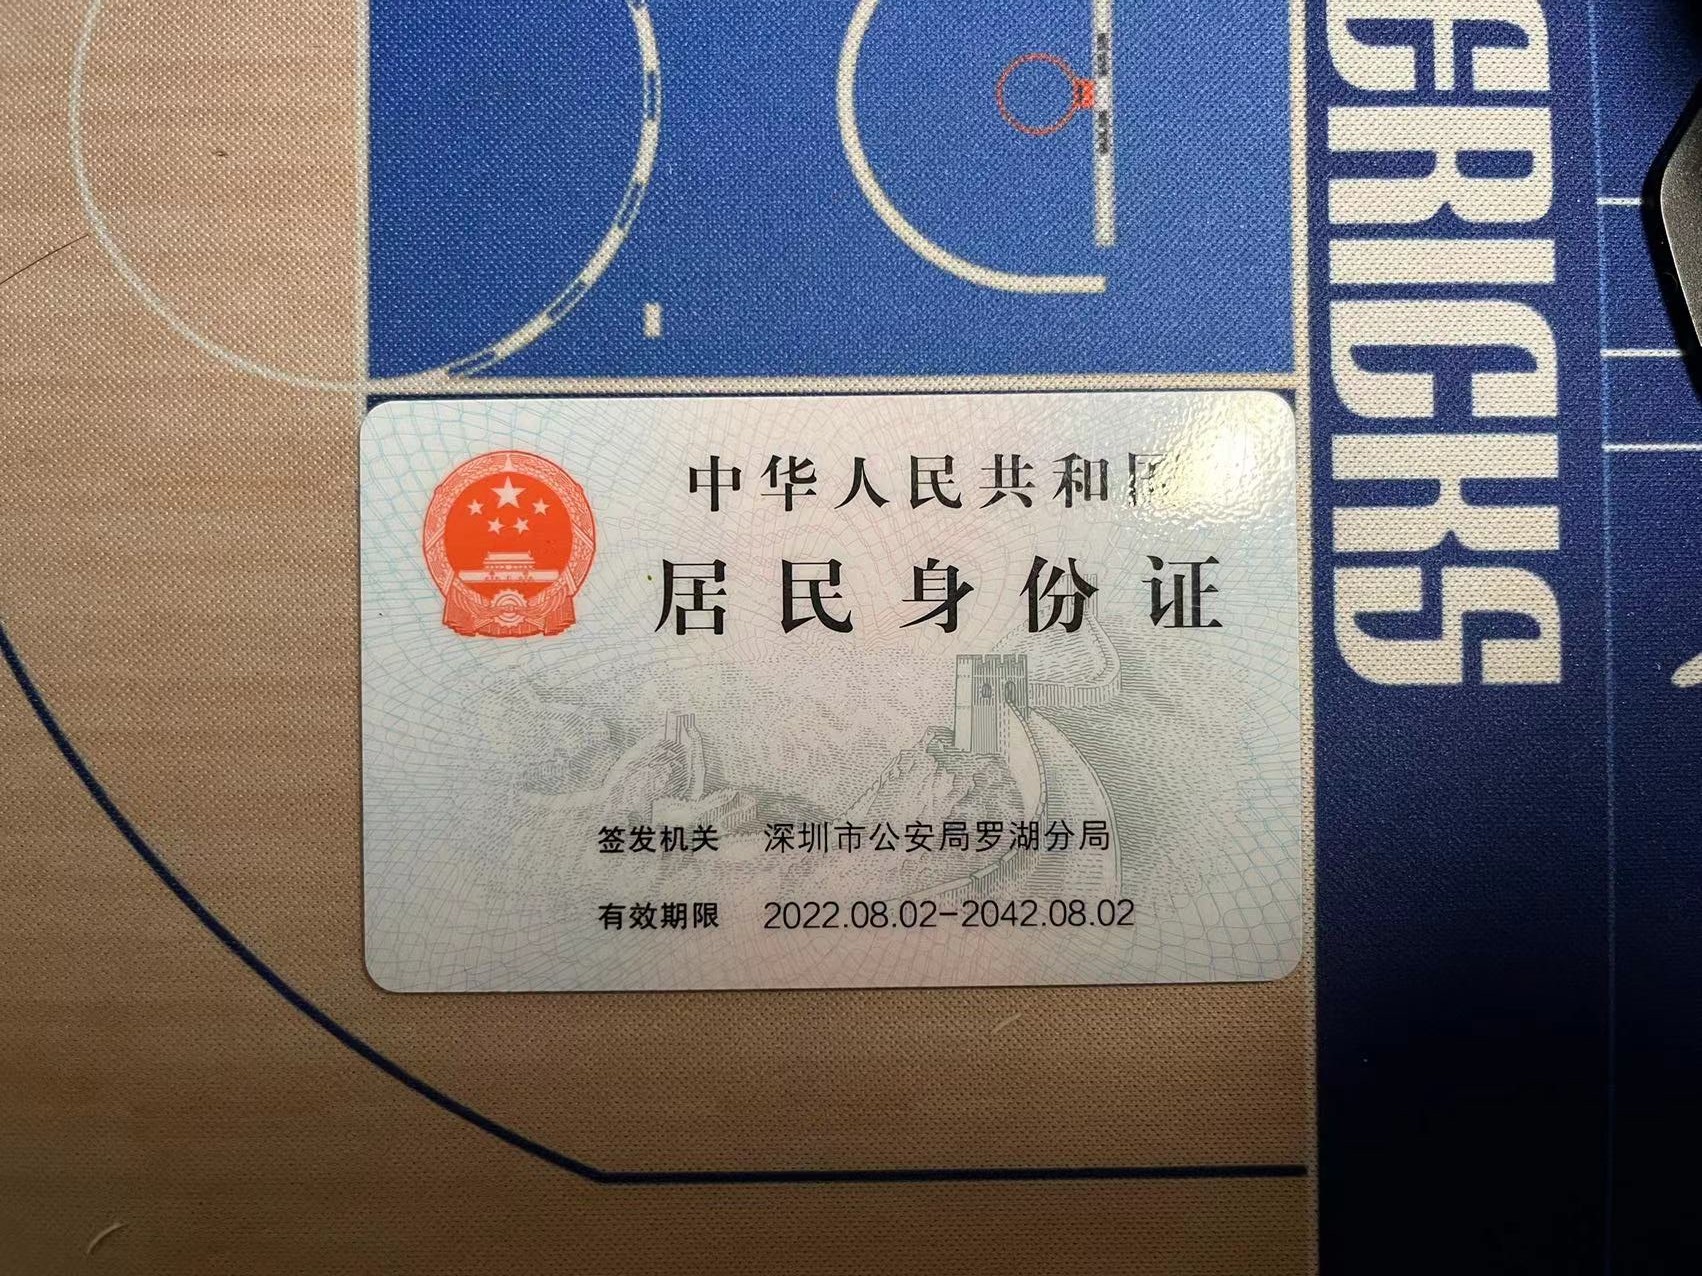 中华人民共和国
居民身份证
签发机关 深圳市公安局罗湖分局
有效期限 2022.08.02-2042.08.02